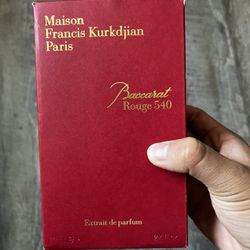 Maison
Francis Kurkdjian
Paris
Baccarat
Rouge 540
Extrait de parfum